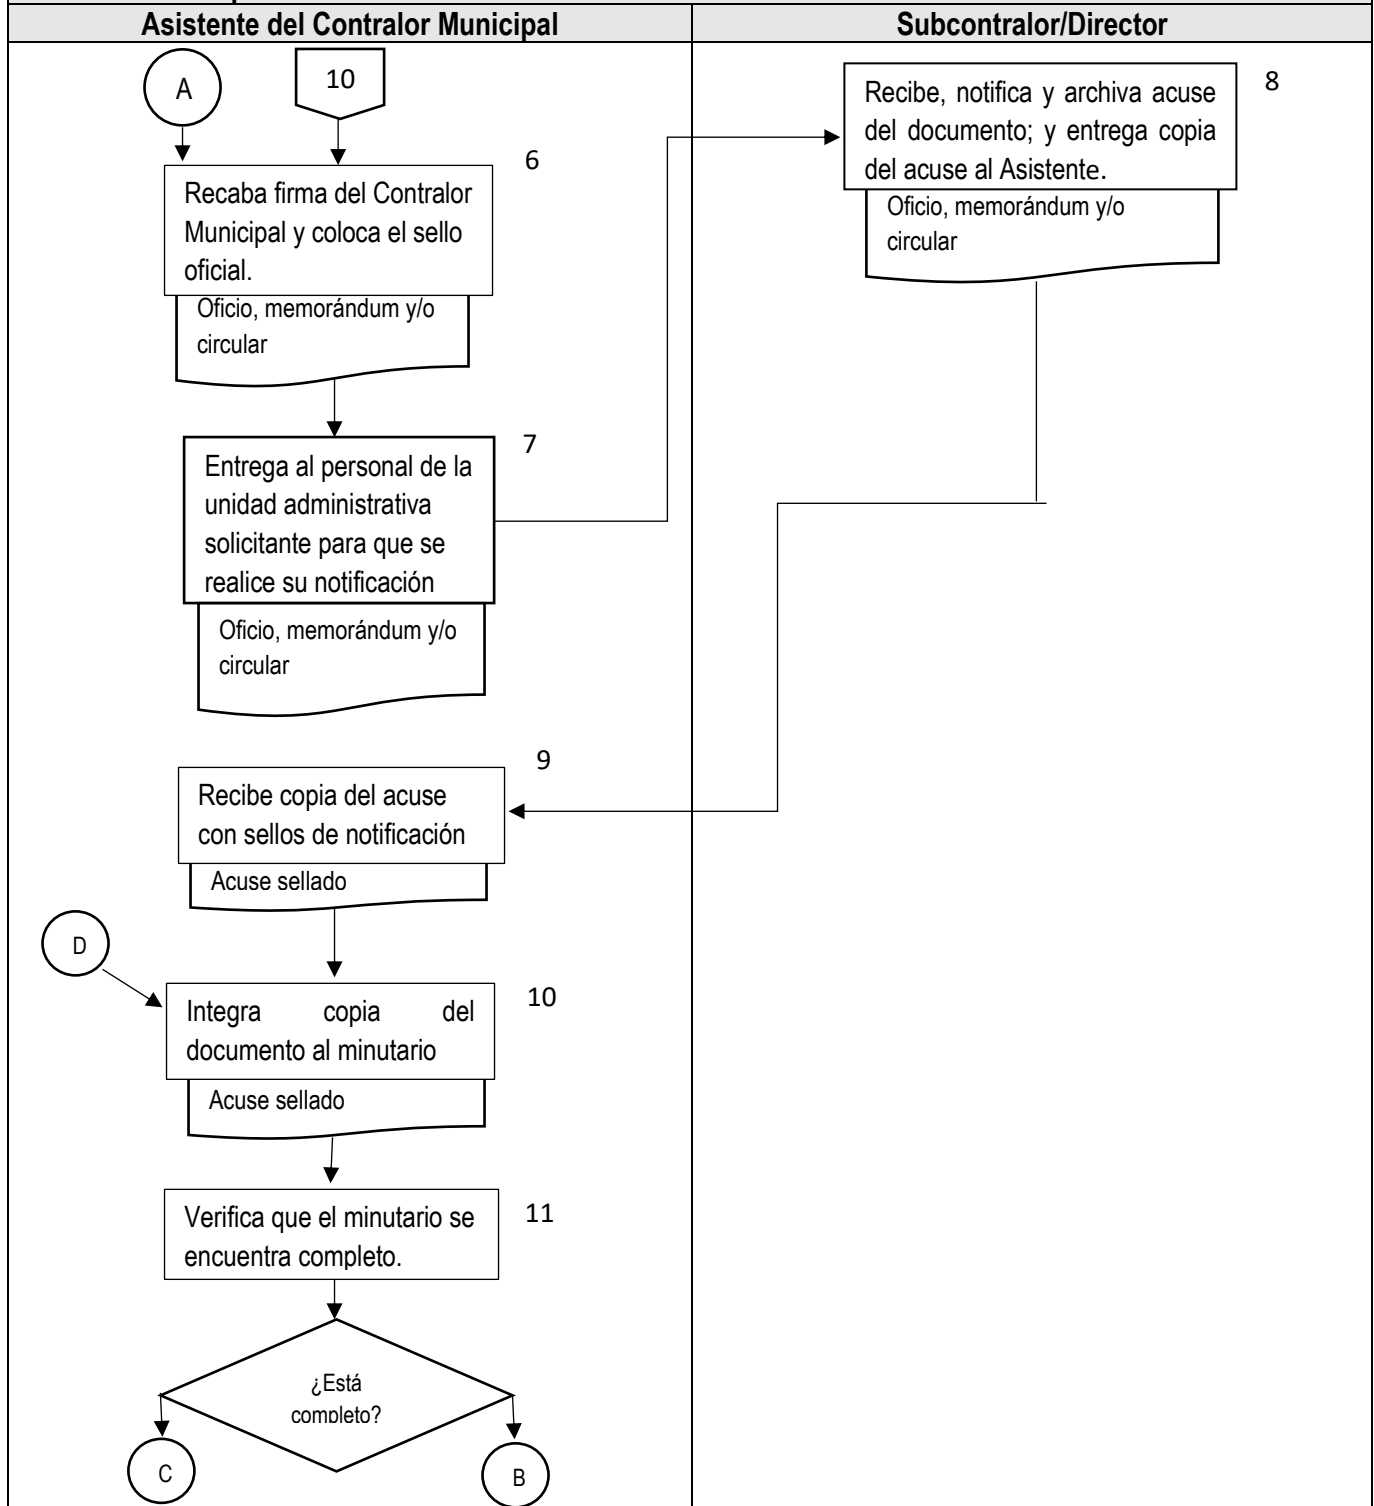 Asistente del Contralor Municipal
Subcontralor/Director
A
10
6
Recaba firma del Contralor
Municipal y coloca el sello
oficial.
Oficio, memorándum y/o
circular
7
Entrega al personal de la
unidad administrativa
solicitante para que se
realice su notificación
Oficio, memorándum y/o
circular
8
Recibe, notifica y archiva acuse
del documento; y entrega copia
del acuse al Asistente.
Oficio, memorándum y/o
circular
9
Recibe copia del acuse
con sellos de notificación
Acuse sellado
D
10
Integra copia del
documento al minutario
Acuse sellado
11
Verifica que el minutario se
encuentra completo.
¿Está
completo?
C
B